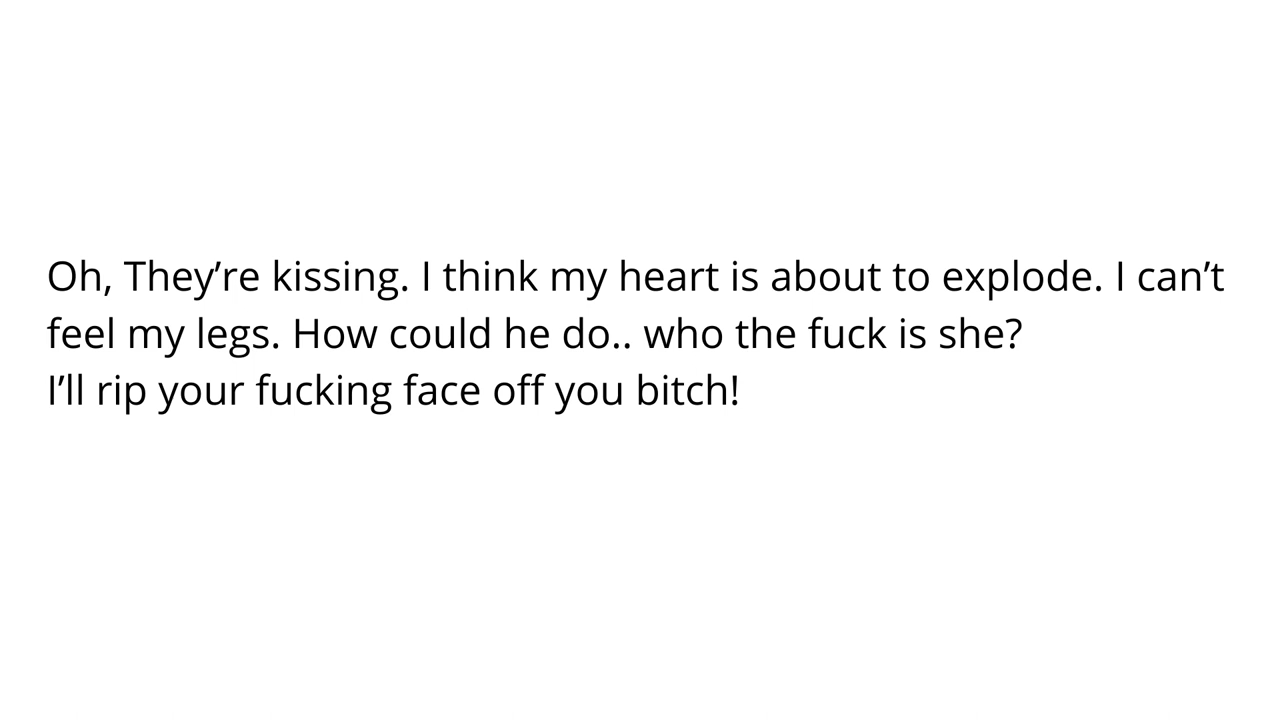 Oh, They’re kissing. I think my heart is about to explode. I can’t
feel my legs. How could he do.. who the fuck is she?
I’ll rip your fucking face off you bitch!